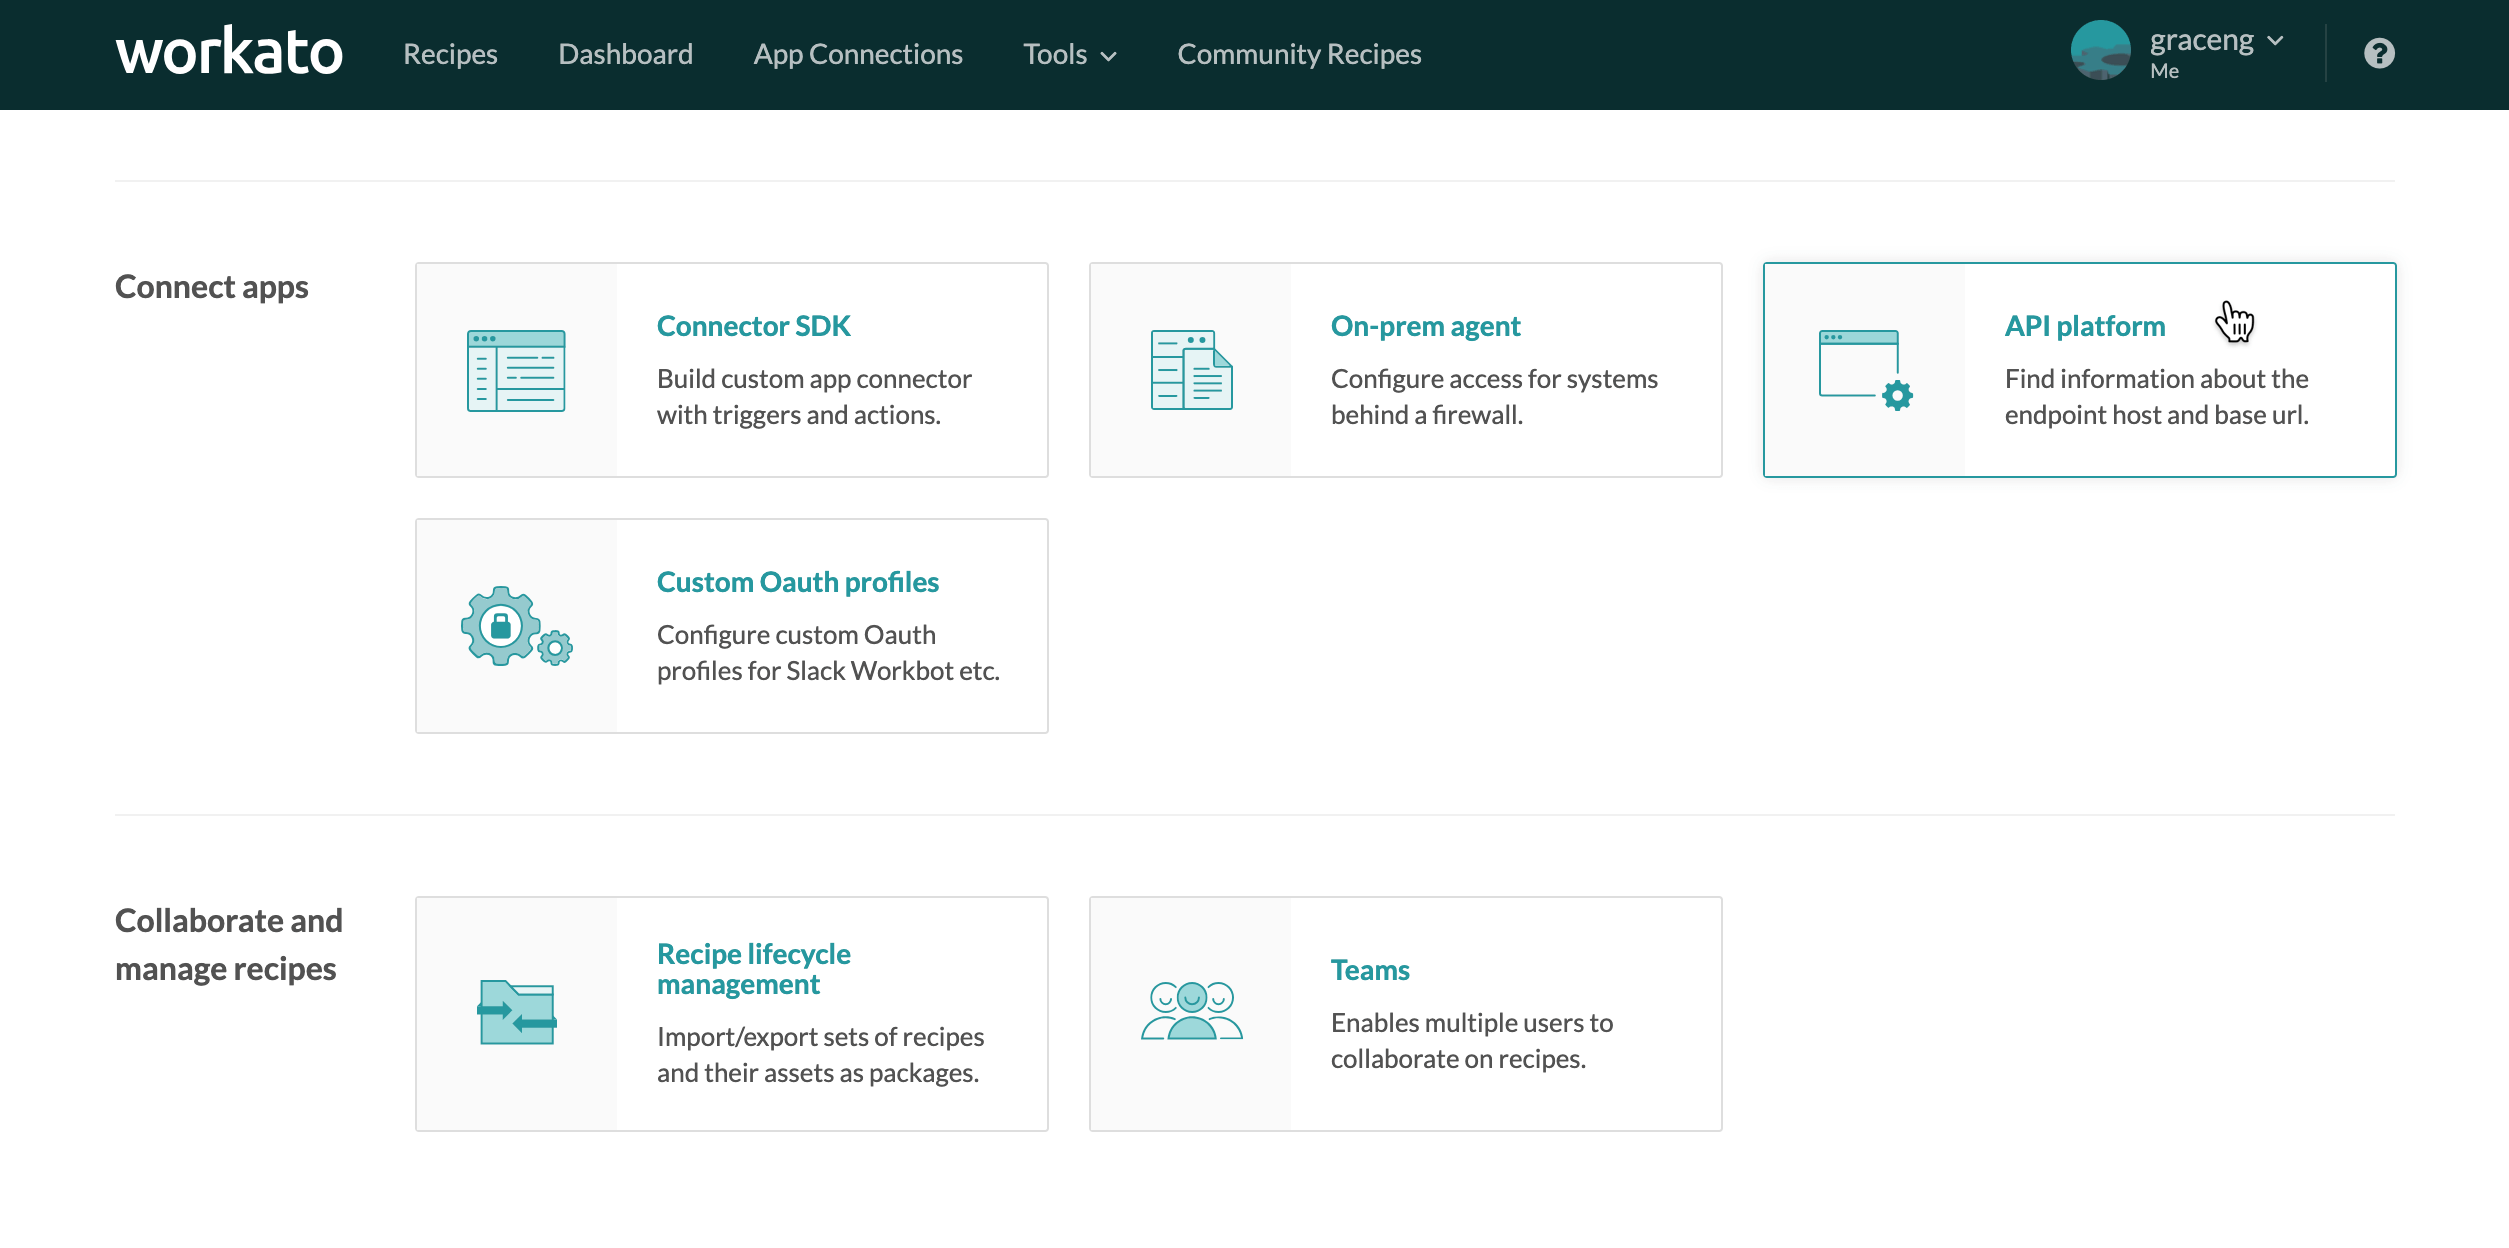 workato Recipes Dashboard App Connections Tools Community Recipes graceng
Me
?
Connect apps
Connector SDK
Build custom app connector
with triggers and actions.
On-prem agent
Configure access for systems
behind a firewall.
API platform
Find information about the
endpoint host and base url.
Custom Oauth profiles
Configure custom Oauth
profiles for Slack Workbot etc.
Collaborate and
manage recipes
Recipe lifecycle
management
Import/export sets of recipes
and their assets as packages.
Teams
Enables multiple users to
collaborate on recipes.